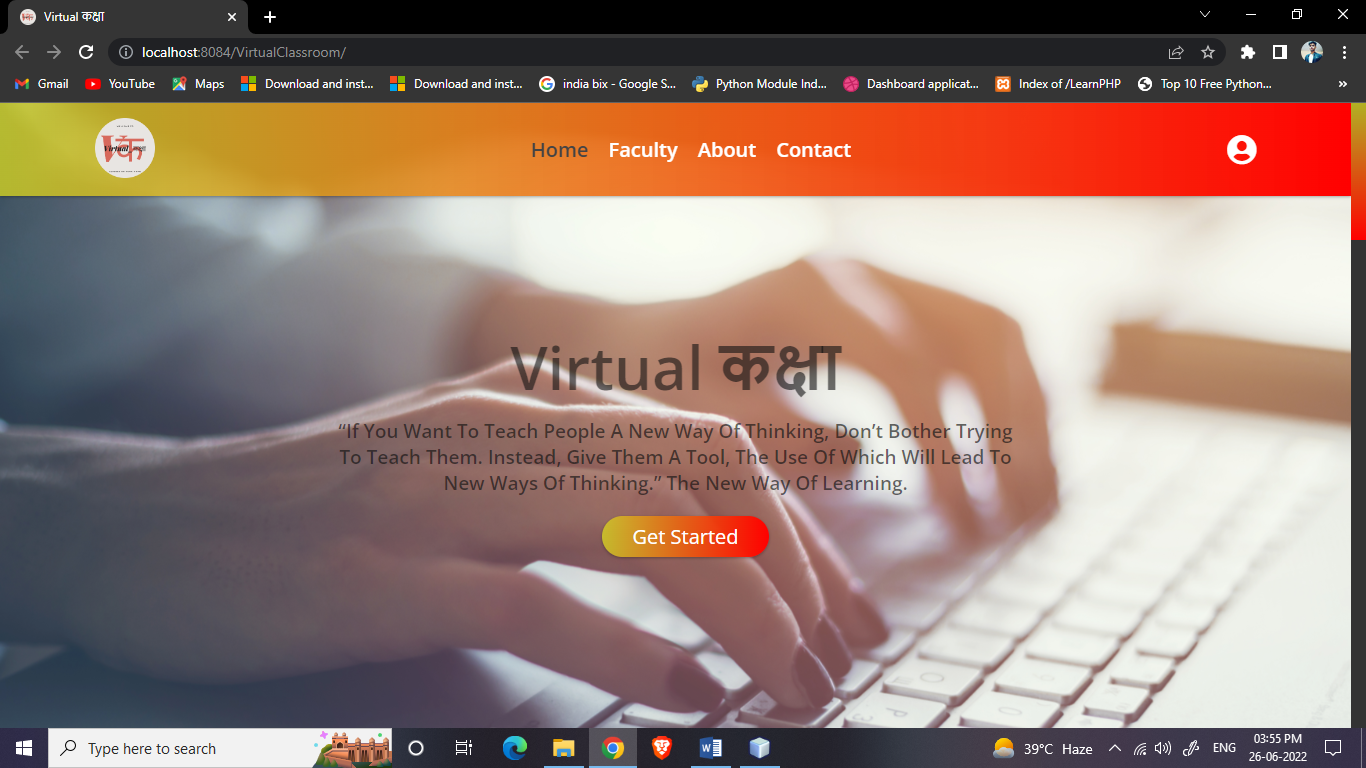 Virtual कक्षा
localhost:8084/VirtualClassroom/
Gmail YouTube Maps Download and inst... Download and inst... india bix - Google S... Python Module Ind... Dashboard applicat... Index of /LearnPHP Top 10 Free Python... »
Home Faculty About Contact
Virtual कक्षा
“If You Want To Teach People A New Way Of Thinking, Don’t Bother Trying
To Teach Them. Instead, Give Them A Tool, The Use Of Which Will Lead To
New Ways Of Thinking.” The New Way Of Learning.
Get Started
Type here to search
39°C Haze
ENG
03:55 PM
26-06-2022